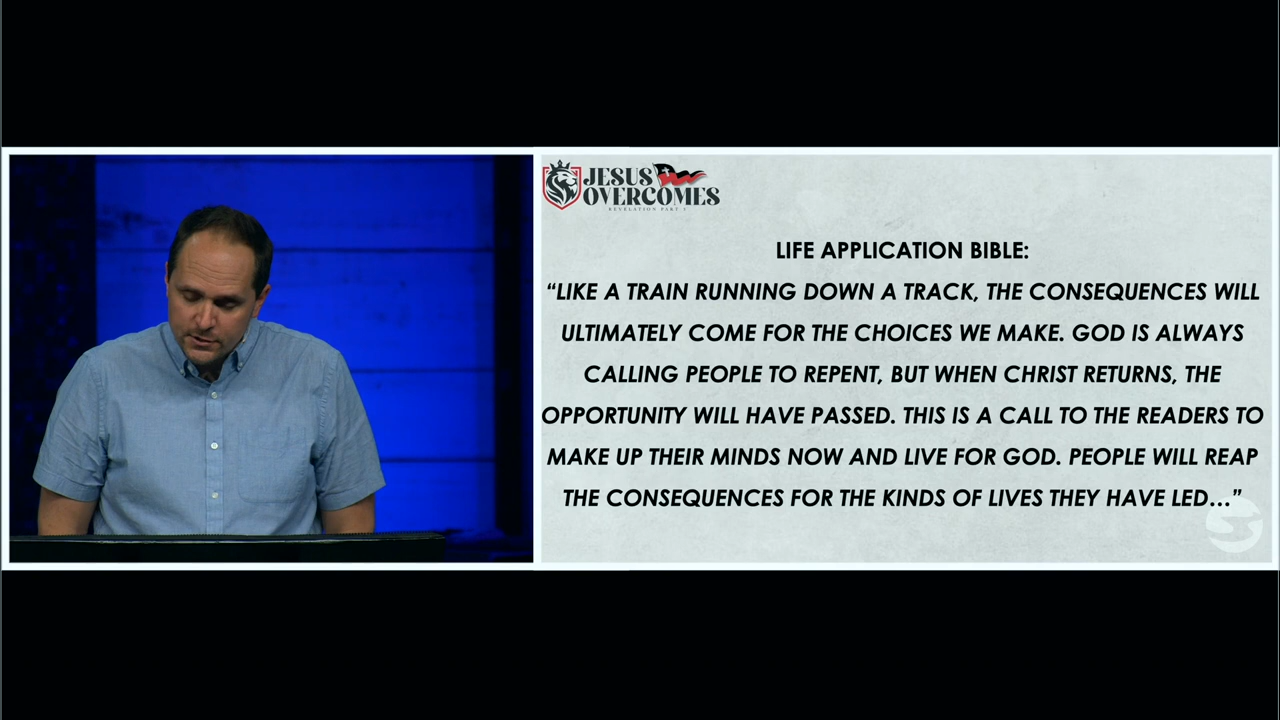 JESUS
OVERCOMES
LIFE APPLICATION BIBLE:
“LIKE A TRAIN RUNNING DOWN A TRACK, THE CONSEQUENCES WILL
ULTIMATELY COME FOR THE CHOICES WE MAKE. GOD IS ALWAYS
CALLING PEOPLE TO REPENT, BUT WHEN CHRIST RETURNS, THE
OPPORTUNITY WILL HAVE PASSED. THIS IS A CALL TO THE READERS TO
MAKE UP THEIR MINDS NOW AND LIVE FOR GOD. PEOPLE WILL REAP
THE CONSEQUENCES FOR THE KINDS OF LIVES THEY HAVE LED…”